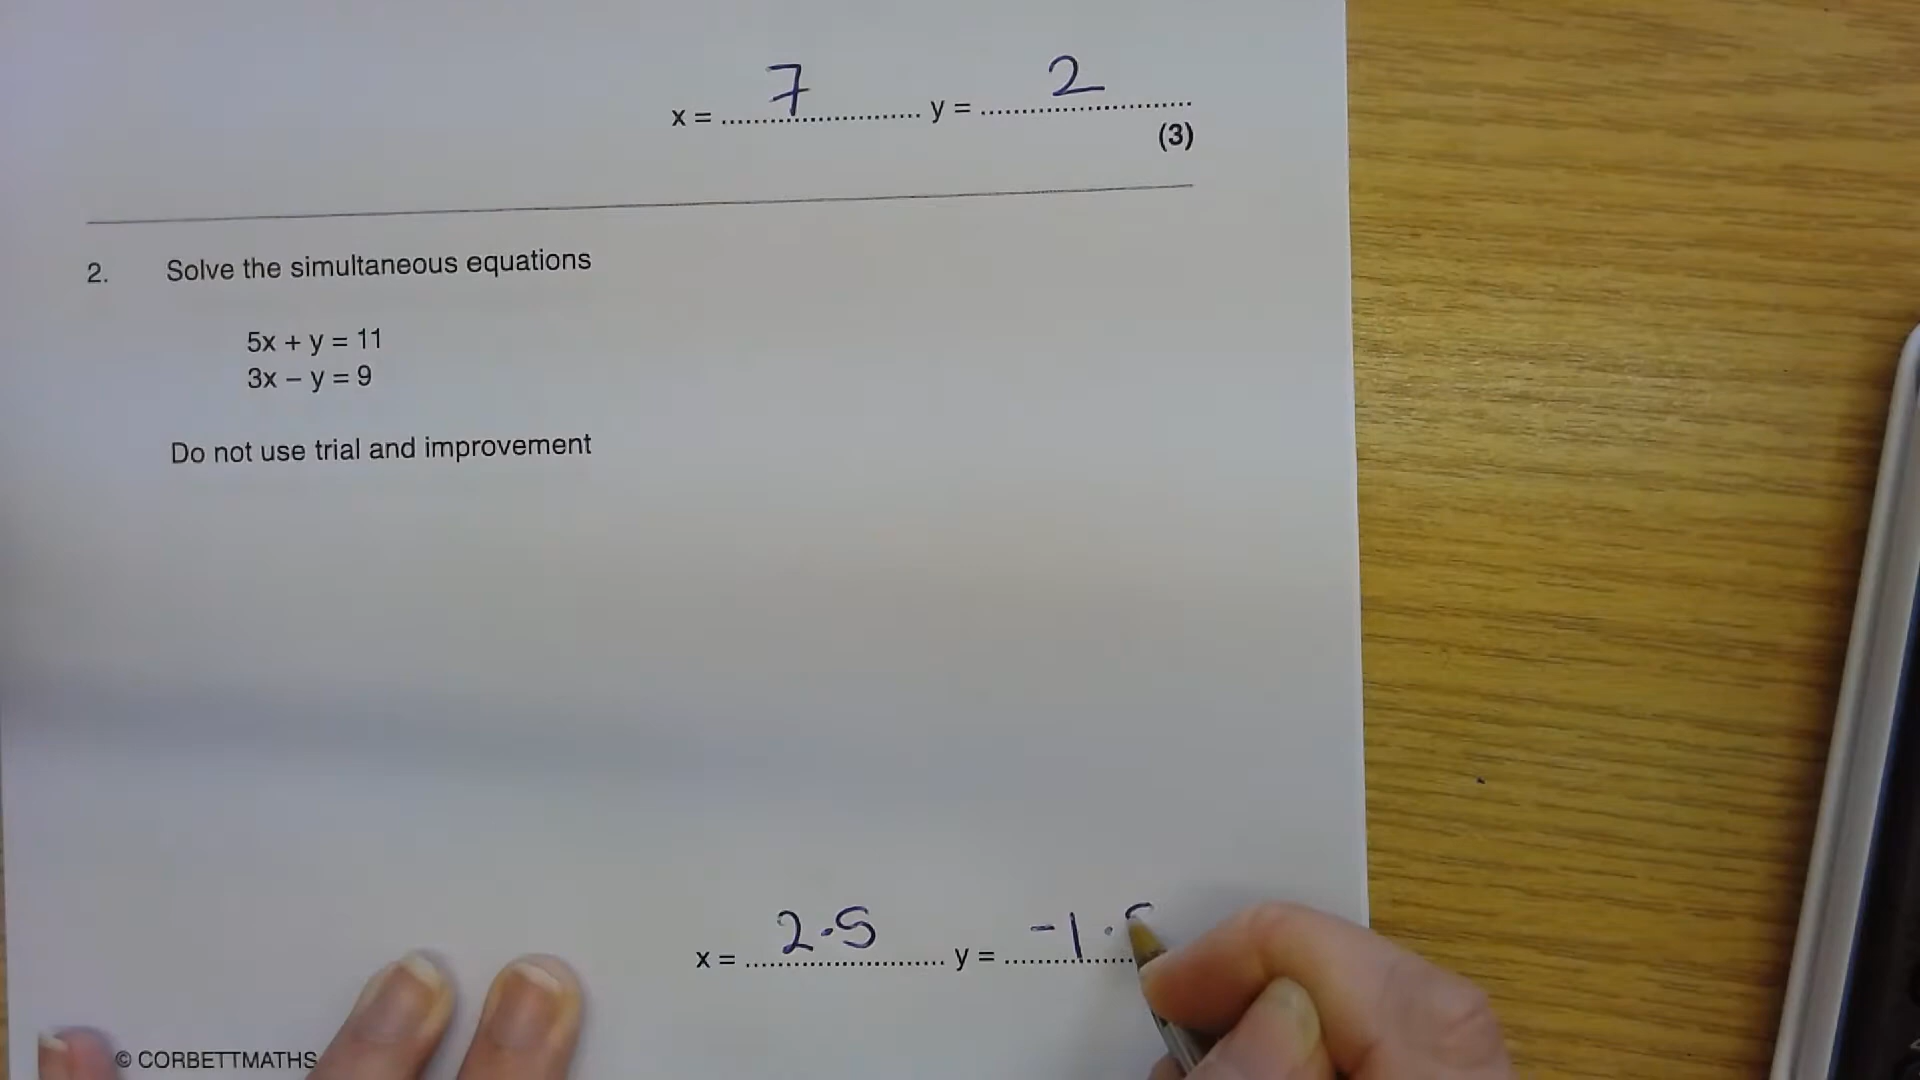 x = 7 y = 2
(3)
2. Solve the simultaneous equations
5x + y = 11
3x – y = 9
Do not use trial and improvement
x = 2.5 y = -1.5
© CORBETTMATHS